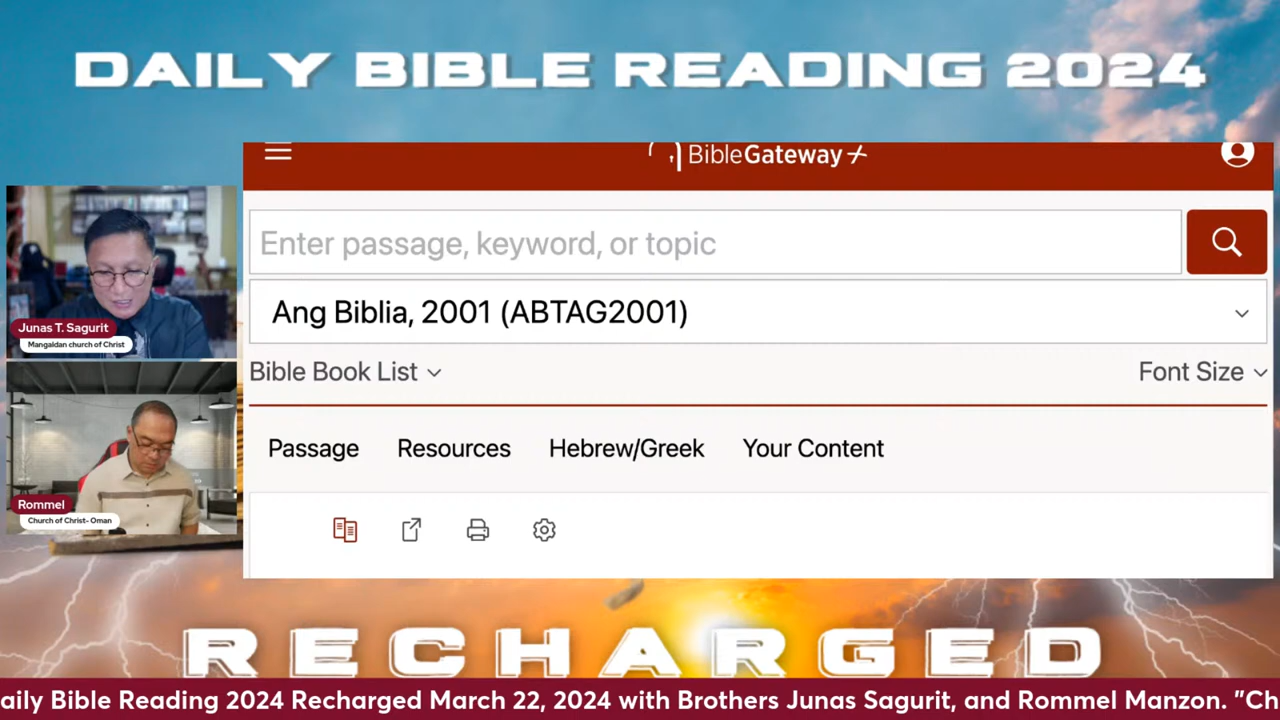 DAILY BIBLE READING 2024
BibleGateway+
Enter passage, keyword, or topic
Ang Biblia, 2001 (ABTAG2001)
Bible Book List
Font Size
Passage Resources Hebrew/Greek Your Content
Junas T. Sagurit
Mangaldan church of Christ
Rommel
Church of Christ- Oman
RECHARGED
aily Bible Reading 2024 Recharged March 22, 2024 with Brothers Junas Sagurit, and Rommel Manzon. "Ch